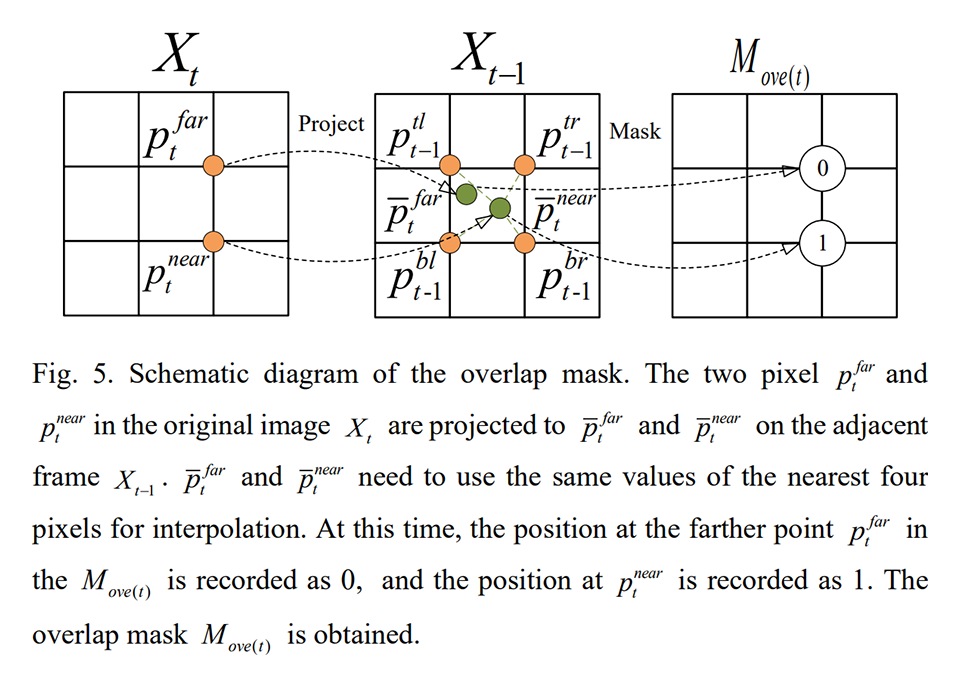 X_t X_{t-1} M_{ove(t)}
p_t^{far} Project p_{t-1}^{tl} p_{t-1}^{tr} Mask 0
p̅_t^{far} p̅_t^{near}
p_t^{near} p_{t-1}^{bl} p_{t-1}^{br} 1
Fig. 5. Schematic diagram of the overlap mask. The two pixel p_t^{far} and
p_t^{near} in the original image X_t are projected to p̅_t^{far} and p̅_t^{near} on the adjacent
frame X_{t-1}. p̅_t^{far} and p̅_t^{near} need to use the same values of the nearest four
pixels for interpolation. At this time, the position at the farther point p_t^{far} in
the M_{ove(t)} is recorded as 0, and the position at p_t^{near} is recorded as 1. The
overlap mask M_{ove(t)} is obtained.